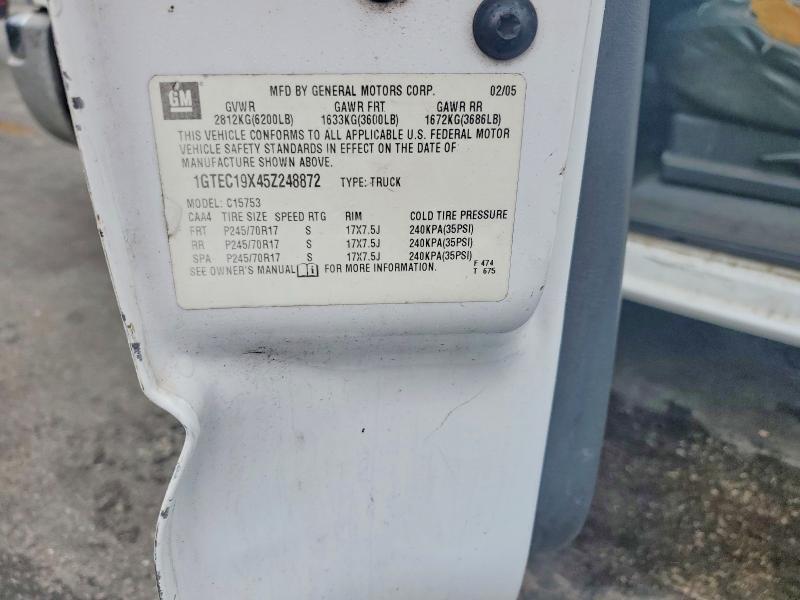 GM
MFD BY GENERAL MOTORS CORP. 02/05
GVWR GAWR FRT GAWR RR
2812KG(6200LB) 1633KG(3600LB) 1672KG(3686LB)
THIS VEHICLE CONFORMS TO ALL APPLICABLE U.S. FEDERAL MOTOR
VEHICLE SAFETY STANDARDS IN EFFECT ON THE DATE OF
MANUFACTURE SHOWN ABOVE.
1GTEC19X45Z248872 TYPE: TRUCK
MODEL: C15753
CAA4 TIRE SIZE SPEED RTG RIM COLD TIRE PRESSURE
FRT P245/70R17 S 17X7.5J 240KPA(35PSI)
RR P245/70R17 S 17X7.5J 240KPA(35PSI)
SPA P245/70R17 S 17X7.5J 240KPA(35PSI)
SEE OWNER'S MANUAL FOR MORE INFORMATION. F 474
T 675